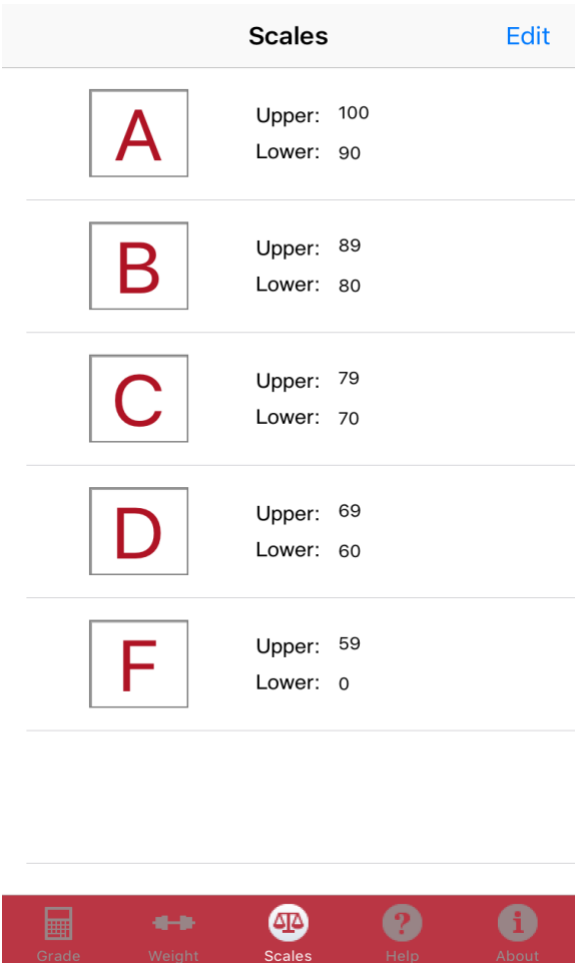 Scales Edit
A Upper: 100
Lower: 90
B Upper: 89
Lower: 80
C Upper: 79
Lower: 70
D Upper: 69
Lower: 60
F Upper: 59
Lower: 0
Grade Weight Scales Help About